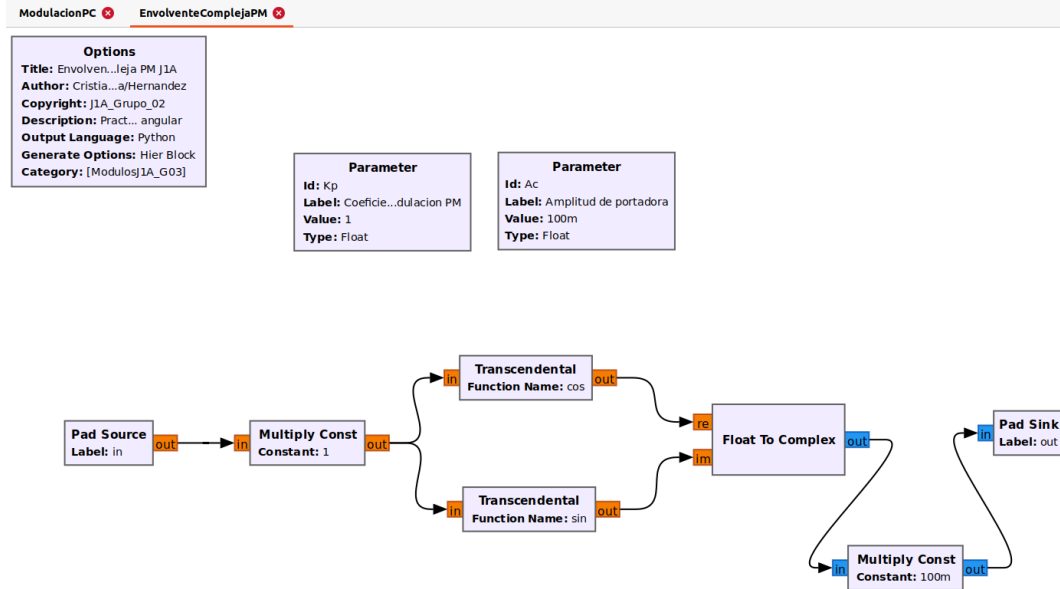 ModulacionPC
EnvolventeComplejaPM
Options
Title: Envolven...leja PM J1A
Author: Cristia...a/Hernandez
Copyright: J1A_Grupo_02
Description: Pract... angular
Output Language: Python
Generate Options: Hier Block
Category: [ModulosJ1A_G03]
Parameter
Id: Kp
Label: Coeficie...dulacion PM
Value: 1
Type: Float
Parameter
Id: Ac
Label: Amplitud de portadora
Value: 100m
Type: Float
Pad Source
Label: in
out
in
Multiply Const
Constant: 1
out
in
Transcendental
Function Name: cos
out
in
Transcendental
Function Name: sin
out
re
im
Float To Complex
out
in
Multiply Const
Constant: 100m
out
in
Pad Sink
Label: out